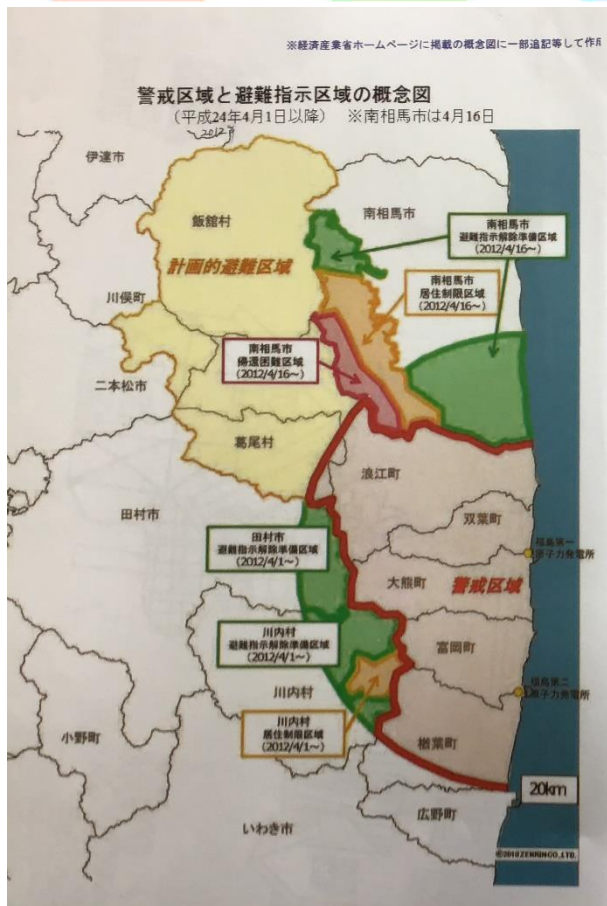 ※経済産業省ホームページに掲載の概念図に一部追記等して作成
警戒区域と避難指示区域の概念図
(平成24年4月1日以降) ※南相馬市は4月16日
2012年
伊達市
飯舘村
南相馬市
南相馬市
避難指示解除準備区域
(2012/4/16~)
計画的避難区域
南相馬市
居住制限区域
(2012/4/16~)
川俣町
南相馬市
帰還困難区域
(2012/4/16~)
二本松市
葛尾村
浪江町
田村市
双葉町
田村市
避難指示解除準備区域
(2012/4/1~)
福島第一
原子力発電所
大熊町
警戒区域
川内村
避難指示解除準備区域
(2012/4/1~)
富岡町
川内村
福島第二
原子力発電所
川内村
居住制限区域
(2012/4/1~)
小野町
楢葉町
20km
広野町
いわき市
©2010 ZENRIN CO., LTD.